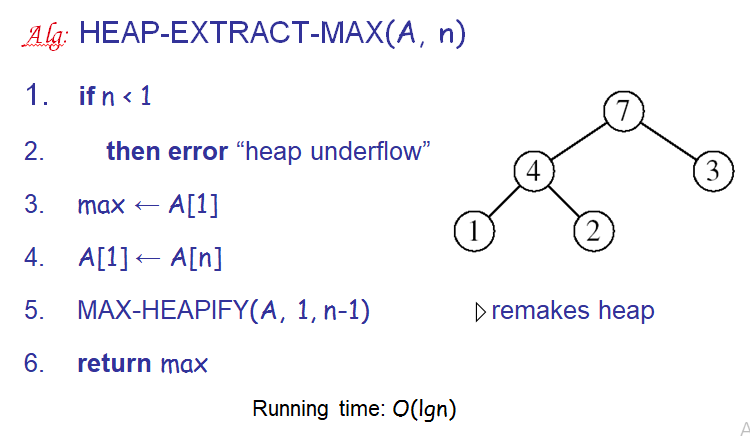 Alg: HEAP-EXTRACT-MAX(A, n)
1. if n < 1
2. then error “heap underflow”
3. max ← A[1]
4. A[1] ← A[n]
5. MAX-HEAPIFY(A, 1, n-1) ▷ remakes heap
6. return max
Running time: O(lgn)
7
4 3
1 2